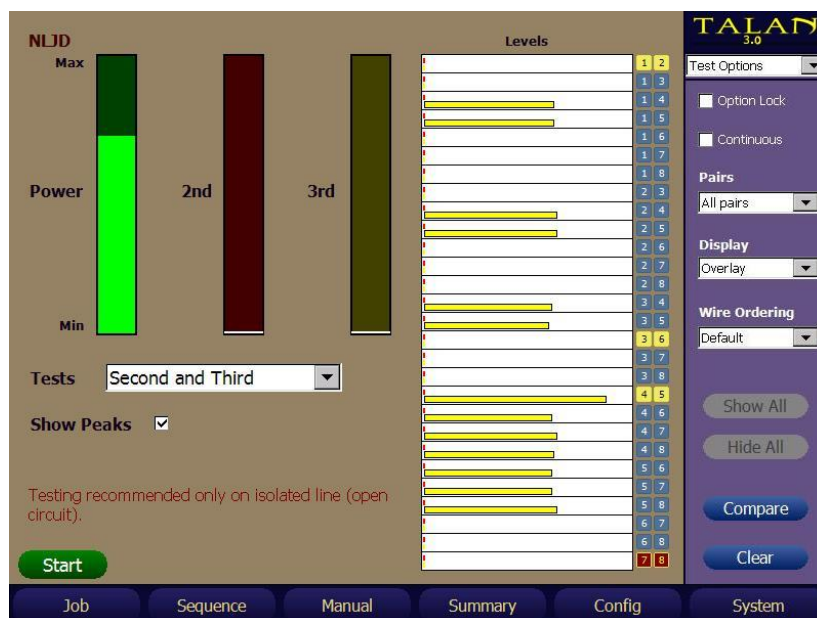 NLJD
Levels
TALAN
3.0
Max
Power
2nd
3rd
Min
1 2
1 3
1 4
1 5
1 6
1 7
1 8
2 3
2 4
2 5
2 6
2 7
2 8
3 4
3 5
3 6
3 7
3 8
4 5
4 6
4 7
4 8
5 6
5 7
5 8
6 7
6 8
7 8
Tests Second and Third
Show Peaks
Testing recommended only on isolated line (open
circuit).
Start
Test Options
Option Lock
Continuous
Pairs
All pairs
Display
Overlay
Wire Ordering
Default
Show All
Hide All
Compare
Clear
Job Sequence Manual Summary Config System